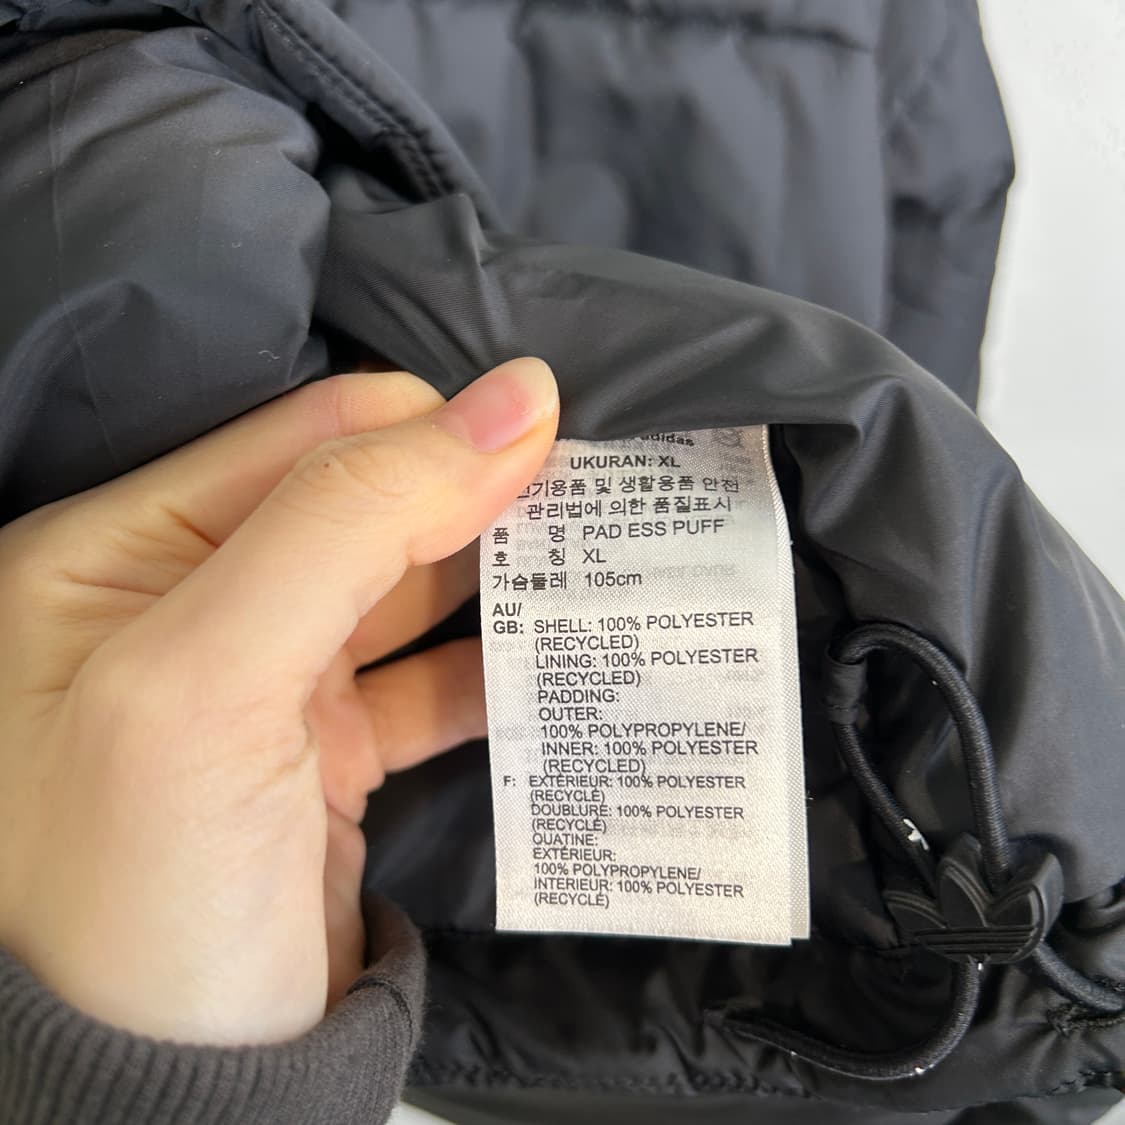 adidas
UKURAN: XL
전기용품 및 생활용품 안전
관리법에 의한 품질표시
품 명 PAD ESS PUFF
호 칭 XL
가슴둘레 105cm
AU/
GB: SHELL: 100% POLYESTER
(RECYCLED)
LINING: 100% POLYESTER
(RECYCLED)
PADDING:
OUTER:
100% POLYPROPYLENE/
INNER: 100% POLYESTER
(RECYCLED)
F: EXTÉRIEUR: 100% POLYESTER
(RECYCLÉ)
DOUBLURE: 100% POLYESTER
(RECYCLÉ)
OUATINE:
EXTÉRIEUR:
100% POLYPROPYLENE/
INTERIEUR: 100% POLYESTER
(RECYCLÉ)